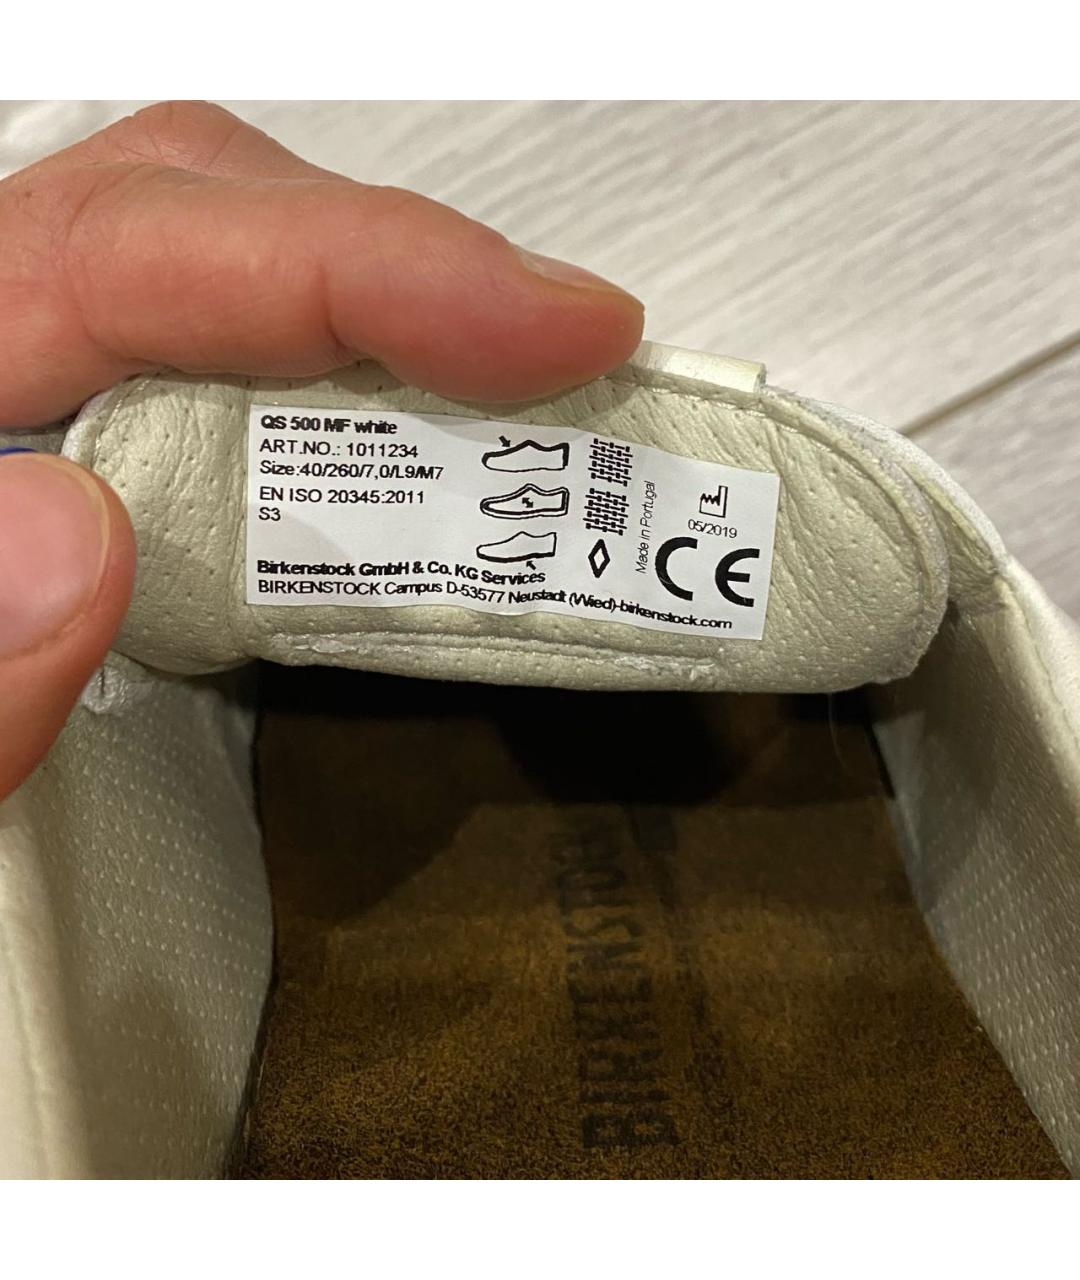 QS 500 MF white
ART.NO.: 1011234
Size:40/260/7,0/L9/M7
EN ISO 20345:2011
S3
Made in Portugal
05/2019
CE
Birkenstock GmbH & Co. KG Services
BIRKENSTOCK Campus D-53577 Neustadt (Wied)-birkenstock.com
BIRKENSTOCK